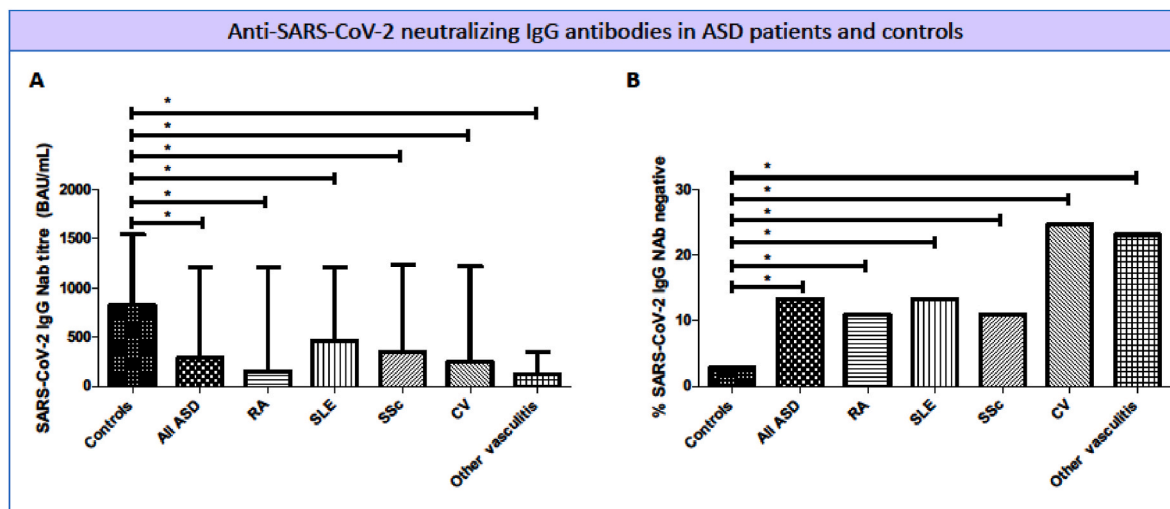 Anti-SARS-CoV-2 neutralizing IgG antibodies in ASD patients and controls
A
*
*
*
*
*
*
SARS-CoV-2 IgG Nab titre (BAU/mL)
2000
1500
1000
500
0
Controls
All ASD
RA
SLE
SSc
CV
Other vasculitis
B
*
*
*
*
*
*
% SARS-CoV-2 IgG NAb negative
30
20
10
0
Controls
All ASD
RA
SLE
SSc
CV
Other vasculitis